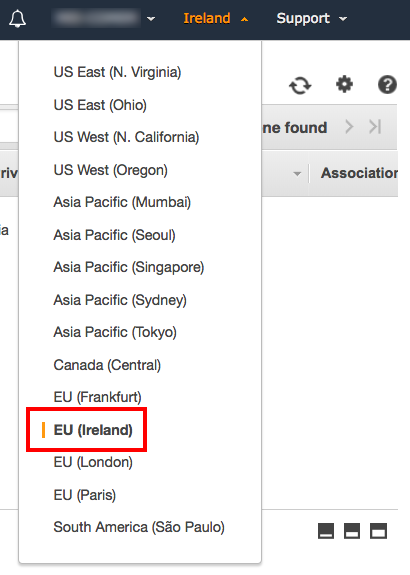 Ireland Support
US East (N. Virginia)
US East (Ohio)
US West (N. California)
ne found
US West (Oregon)
riv
Association
Asia Pacific (Mumbai)
ia
Asia Pacific (Seoul)
Asia Pacific (Singapore)
Asia Pacific (Sydney)
Asia Pacific (Tokyo)
Canada (Central)
EU (Frankfurt)
EU (Ireland)
EU (London)
EU (Paris)
South America (São Paulo)